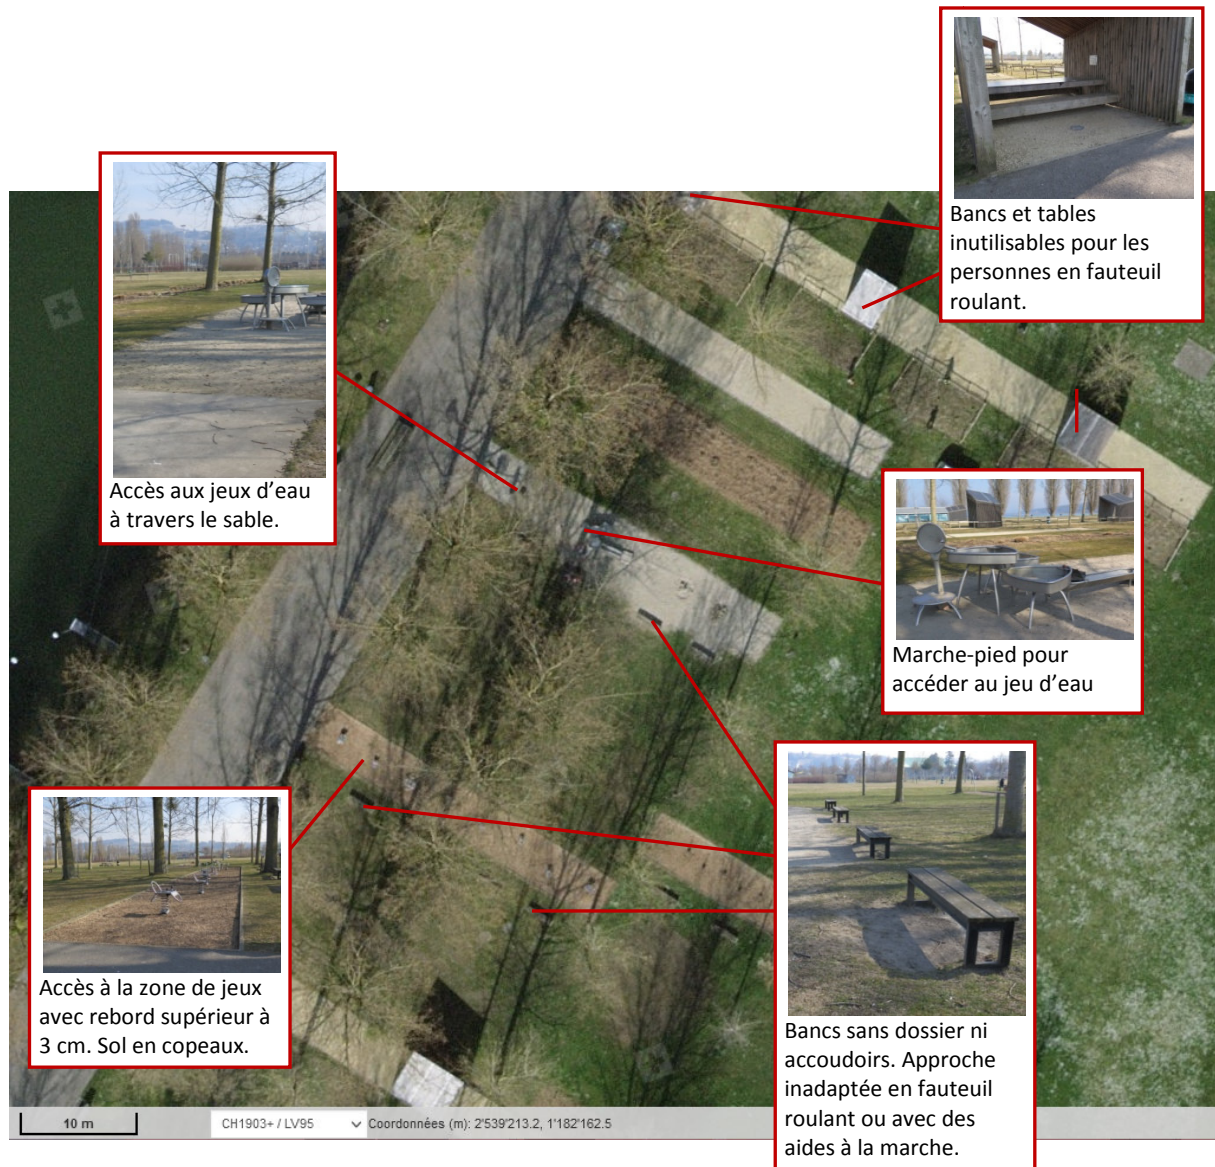 Bancs et tables
inutilisables pour les
personnes en fauteuil
roulant.
Accès aux jeux d’eau
à travers le sable.
Marche-pied pour
accéder au jeu d’eau
Accès à la zone de jeux
avec rebord supérieur à
3 cm. Sol en copeaux.
Bancs sans dossier ni
accoudoirs. Approche
inadaptée en fauteuil
roulant ou avec des
aides à la marche.
10 m
CH1903+ / LV95
Coordonnées (m): 2'539'213.2, 1'182'162.5